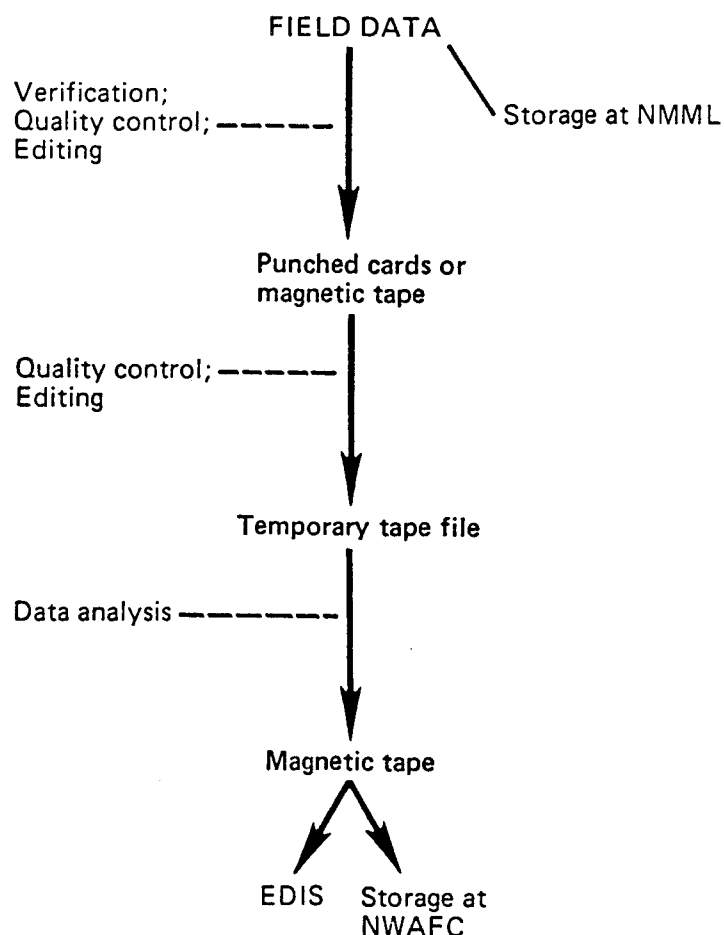 FIELD DATA
Verification;
Quality control;
Editing
Storage at NMML
Punched cards or
magnetic tape
Quality control;
Editing
Temporary tape file
Data analysis
Magnetic tape
EDIS
Storage at
NWAFC